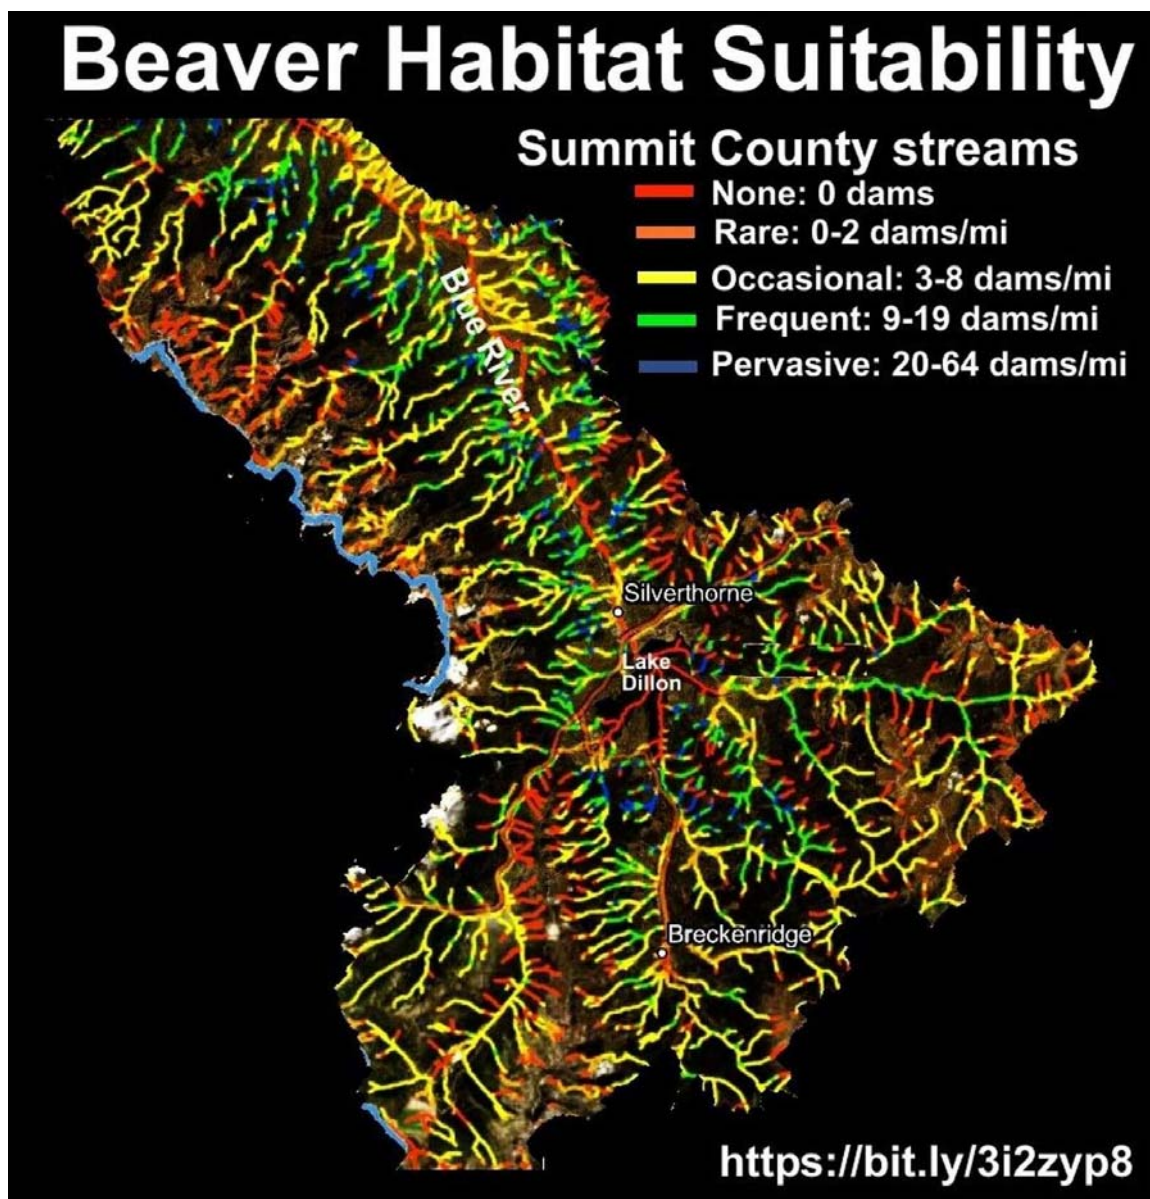 Beaver Habitat Suitability
Summit County streams
None: 0 dams
Rare: 0-2 dams/mi
Occasional: 3-8 dams/mi
Frequent: 9-19 dams/mi
Pervasive: 20-64 dams/mi
Blue River
Silverthorne
Lake
Dillon
Breckenridge
https://bit.ly/3i2zyp8